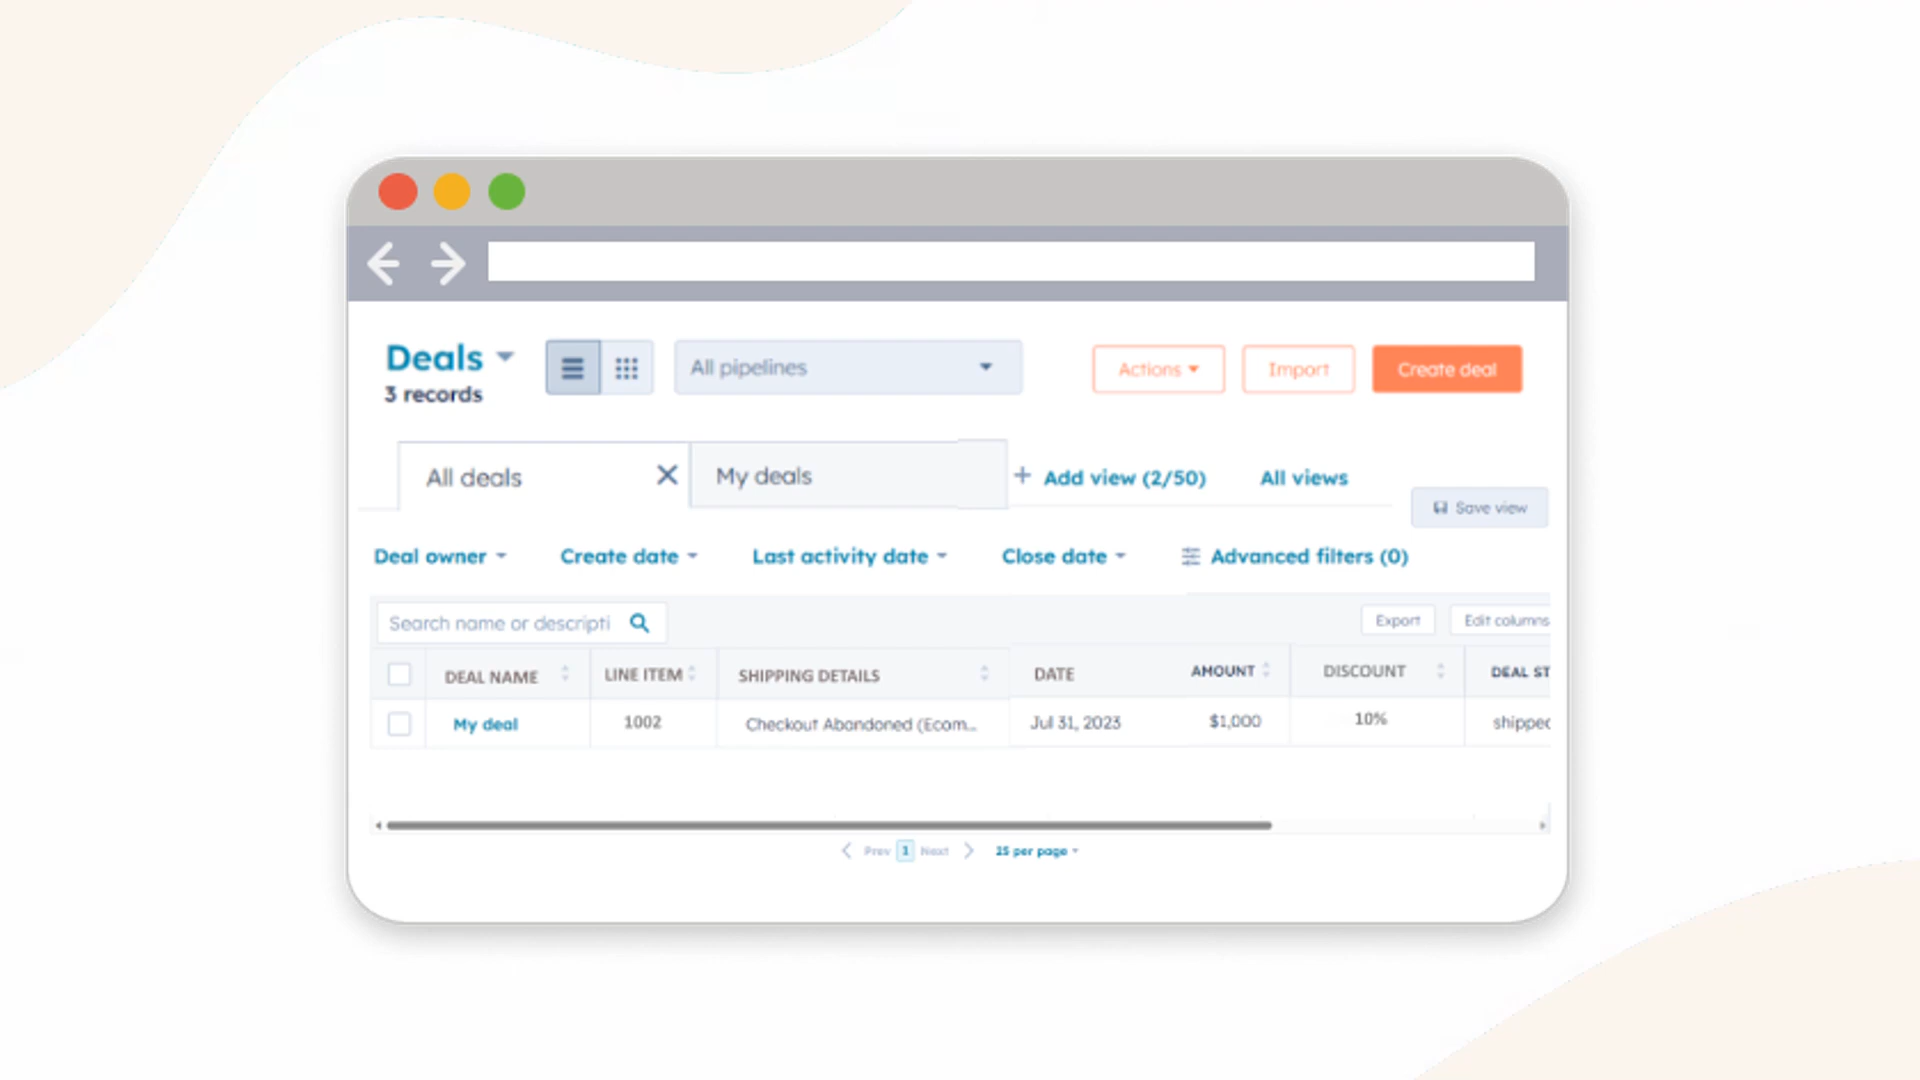 Deals
3 records
All pipelines
Actions
Import
Create deal
All deals
My deals
+ Add view (2/50)
All views
Save view
Deal owner
Create date
Last activity date
Close date
Advanced filters (0)
Search name or descripti
Export
Edit columns
DEAL NAME LINE ITEM SHIPPING DETAILS DATE AMOUNT DISCOUNT DEAL ST
My deal 1002 Checkout Abandoned (Ecom... Jul 31, 2023 $1,000 10% shipped
Prev 1 Next 25 per page